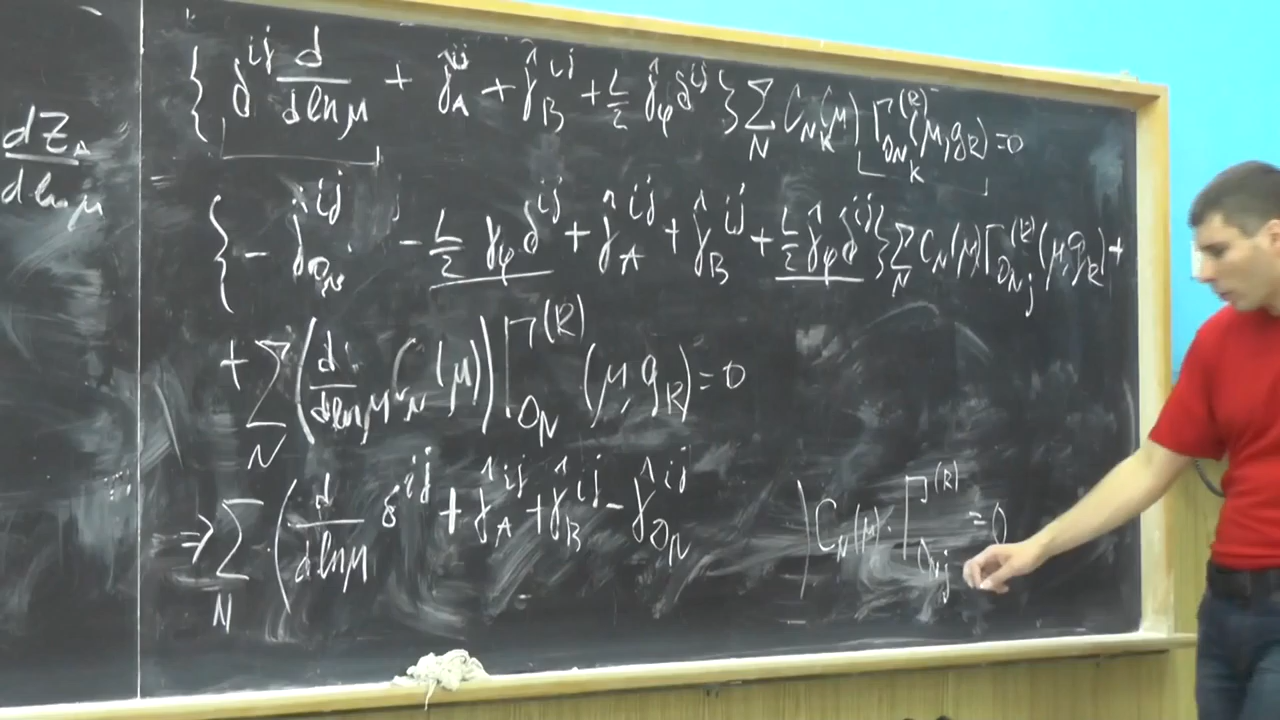 dZ_A / d ln μ
{ δ^{ij} d/(d ln μ) + γ̂_A^{ij} + γ̂_B^{ij} + L/2 γ̂_φ δ^{ij} } Σ_N C_{N_k}(μ) Γ^{(R)}_{O_{N_k}}(μ, g_R) = 0
{ - γ̂_{O_N}^{ij} - L/2 γ_φ δ^{ij} + γ̂_A^{ij} + γ̂_B^{ij} + L/2 γ̂_φ δ^{ij} } Σ_N C_N(μ) Γ^{(R)}_{O_{N_j}}(μ, g_R) +
+ Σ_N ( d/(d ln μ) C_N(μ) ) Γ^{(R)}_{O_N} (μ, g_R) = 0
⇒ Σ_N ( d/(d ln μ) δ^{ij} + γ̂_A^{ij} + γ̂_B^{ij} - γ̂_{O_N}^{ij} ) C_N(μ) · Γ^{(R)}_{O_{N_j}} = 0